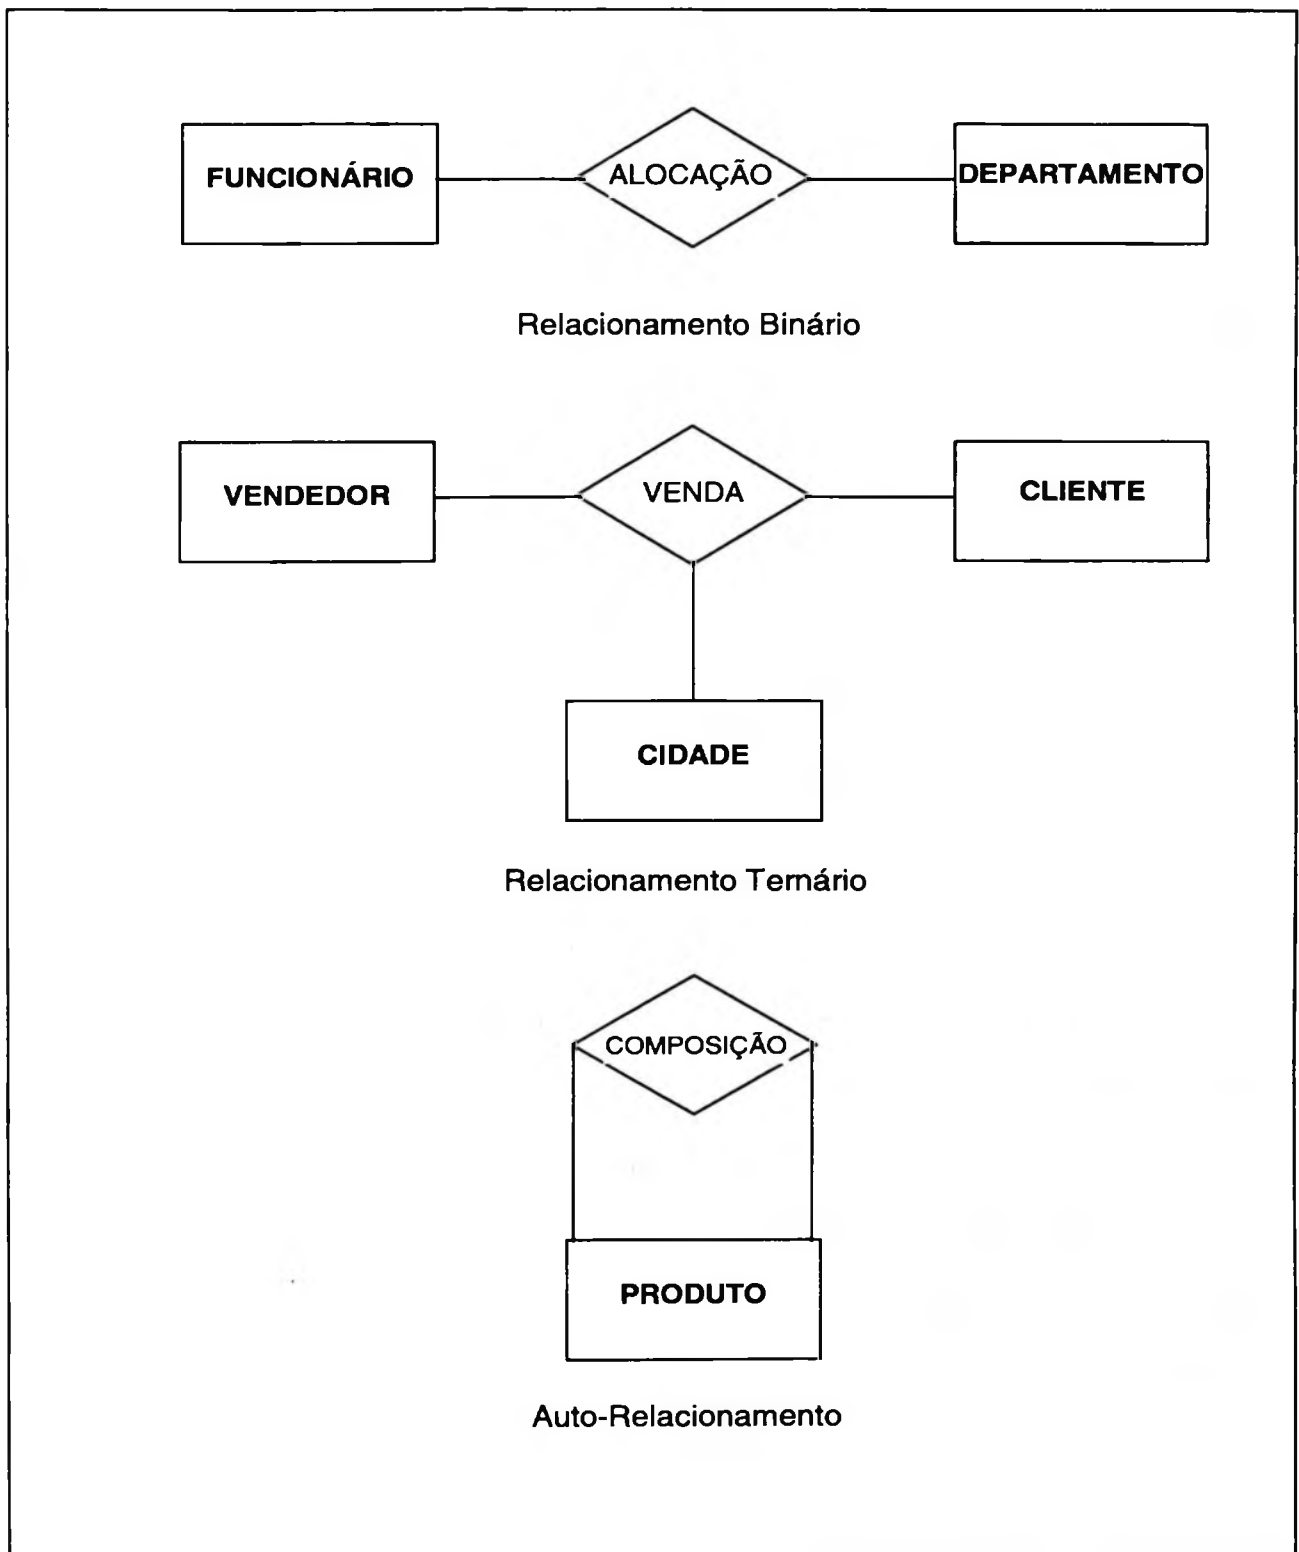 FUNCIONÁRIO ALOCAÇÃO DEPARTAMENTO
Relacionamento Binário
VENDEDOR VENDA CLIENTE
CIDADE
Relacionamento Ternário
COMPOSIÇÃO
PRODUTO
Auto-Relacionamento